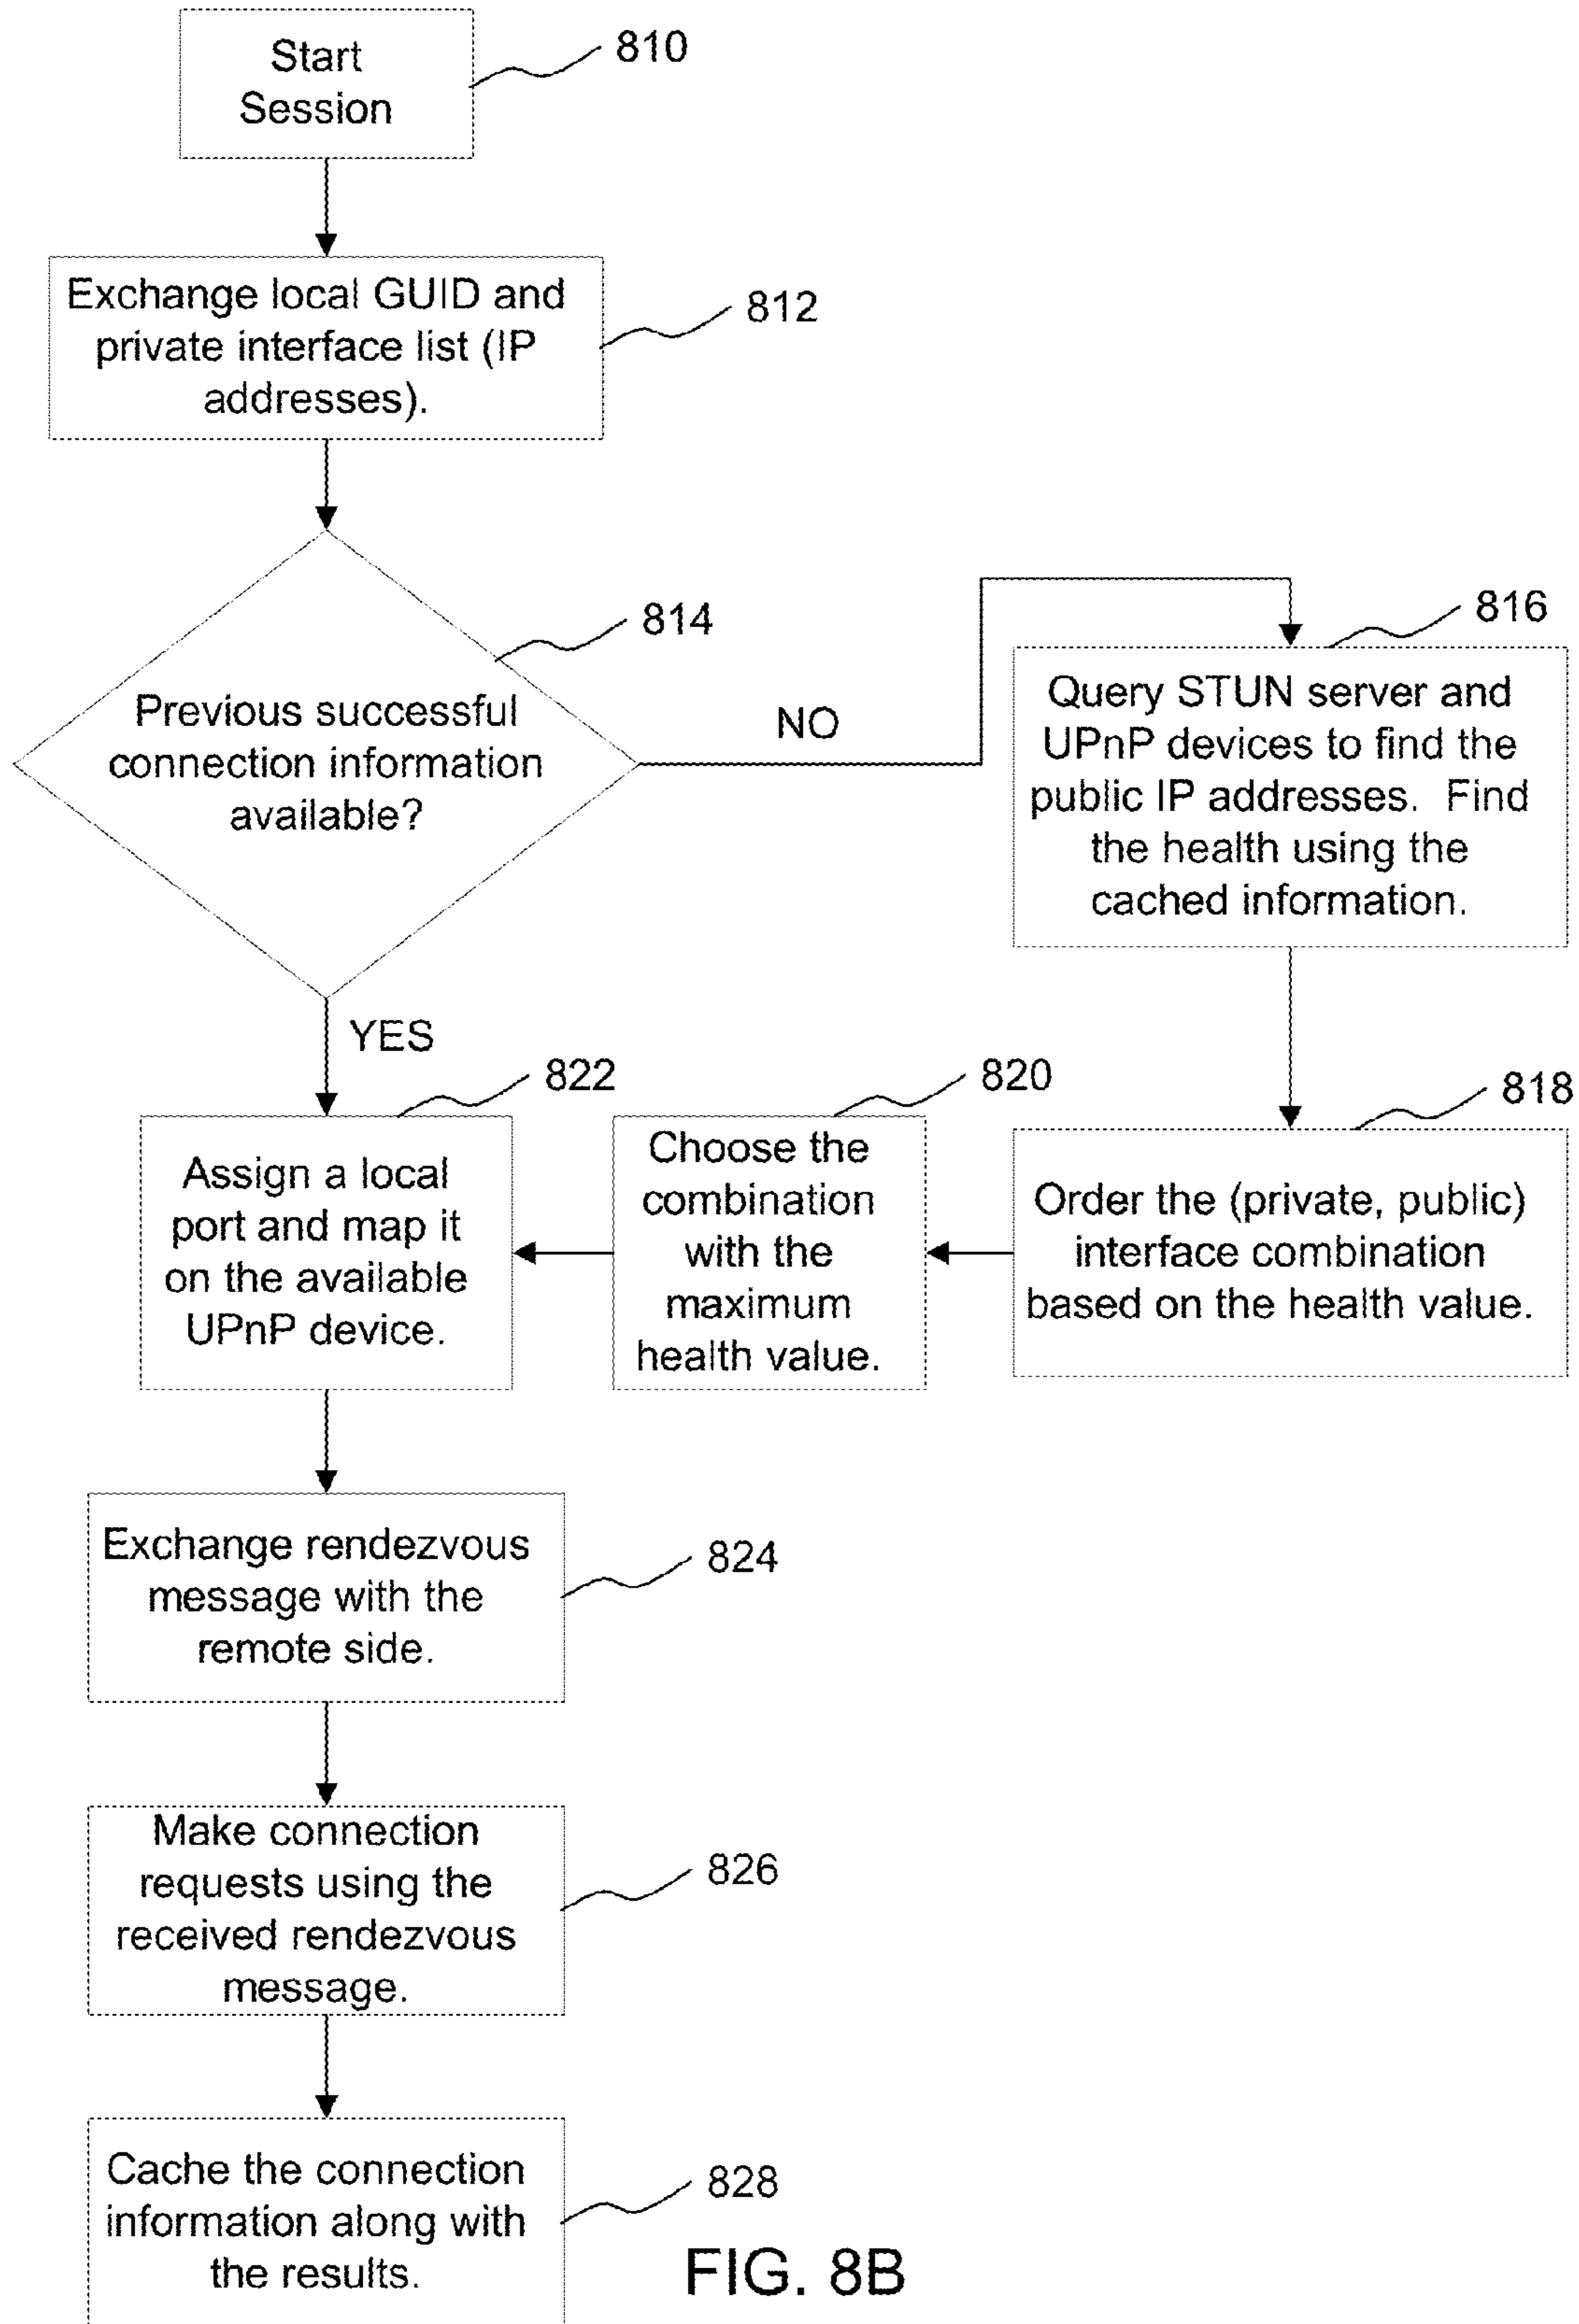 Start
Session
810
Exchange local GUID and
private interface list (IP
addresses).
812
Previous successful
connection information
available?
814
NO
YES
816
Query STUN server and
UPnP devices to find the
public IP addresses.  Find
the health using the
cached information.
818
Order the (private, public)
interface combination
based on the health value.
820
Choose the
combination
with the
maximum
health value.
822
Assign a local
port and map it
on the available
UPnP device.
Exchange rendezvous
message with the
remote side.
824
Make connection
requests using the
received rendezvous
message.
826
Cache the connection
information along with
the results.
828
FIG. 8B